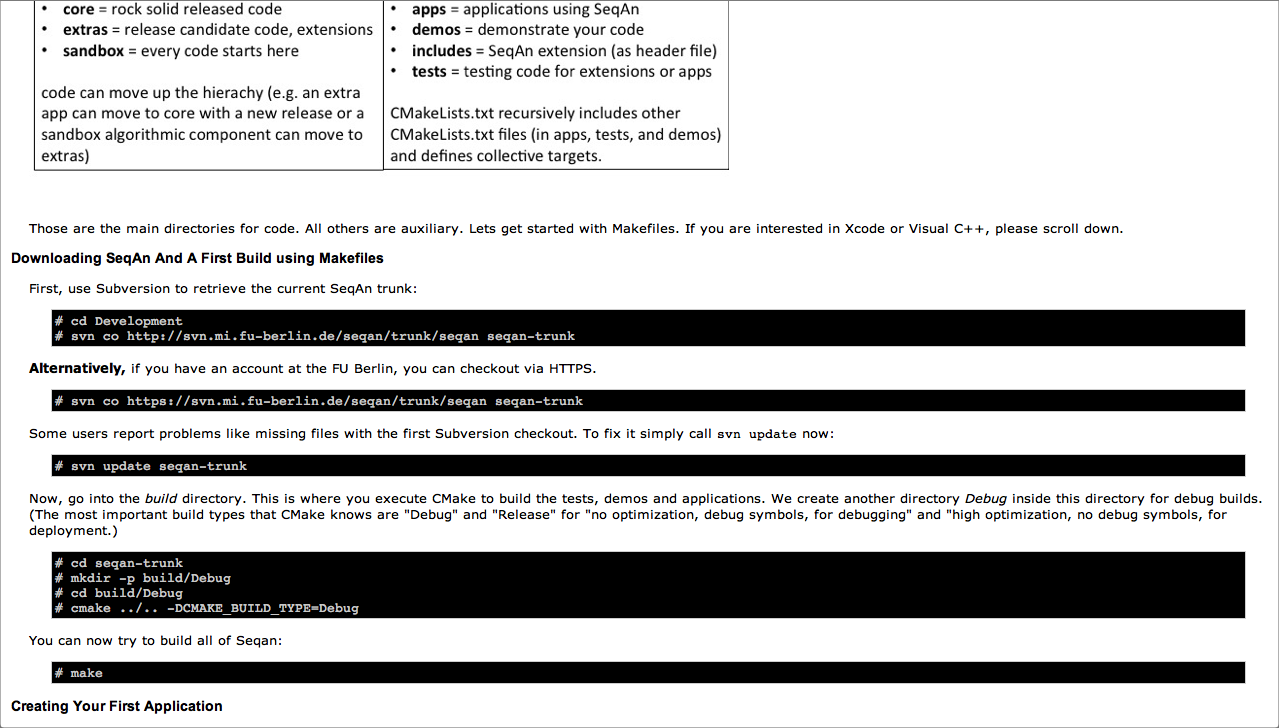 • core = rock solid released code
• extras = release candidate code, extensions
• sandbox = every code starts here
code can move up the hierachy (e.g. an extra
app can move to core with a new release or a
sandbox algorithmic component can move to
extras)
• apps = applications using SeqAn
• demos = demonstrate your code
• includes = SeqAn extension (as header file)
• tests = testing code for extensions or apps
CMakeLists.txt recursively includes other
CMakeLists.txt files (in apps, tests, and demos)
and defines collective targets.
Those are the main directories for code. All others are auxiliary. Lets get started with Makefiles. If you are interested in Xcode or Visual C++, please scroll down.
Downloading SeqAn And A First Build using Makefiles
First, use Subversion to retrieve the current SeqAn trunk:
# cd Development
# svn co http://svn.mi.fu-berlin.de/seqan/trunk/seqan seqan-trunk
Alternatively, if you have an account at the FU Berlin, you can checkout via HTTPS.
# svn co https://svn.mi.fu-berlin.de/seqan/trunk/seqan seqan-trunk
Some users report problems like missing files with the first Subversion checkout. To fix it simply call svn update now:
# svn update seqan-trunk
Now, go into the build directory. This is where you execute CMake to build the tests, demos and applications. We create another directory Debug inside this directory for debug builds.
(The most important build types that CMake knows are "Debug" and "Release" for "no optimization, debug symbols, for debugging" and "high optimization, no debug symbols, for
deployment.)
# cd seqan-trunk
# mkdir -p build/Debug
# cd build/Debug
# cmake ../.. -DCMAKE_BUILD_TYPE=Debug
You can now try to build all of Seqan:
# make
Creating Your First Application